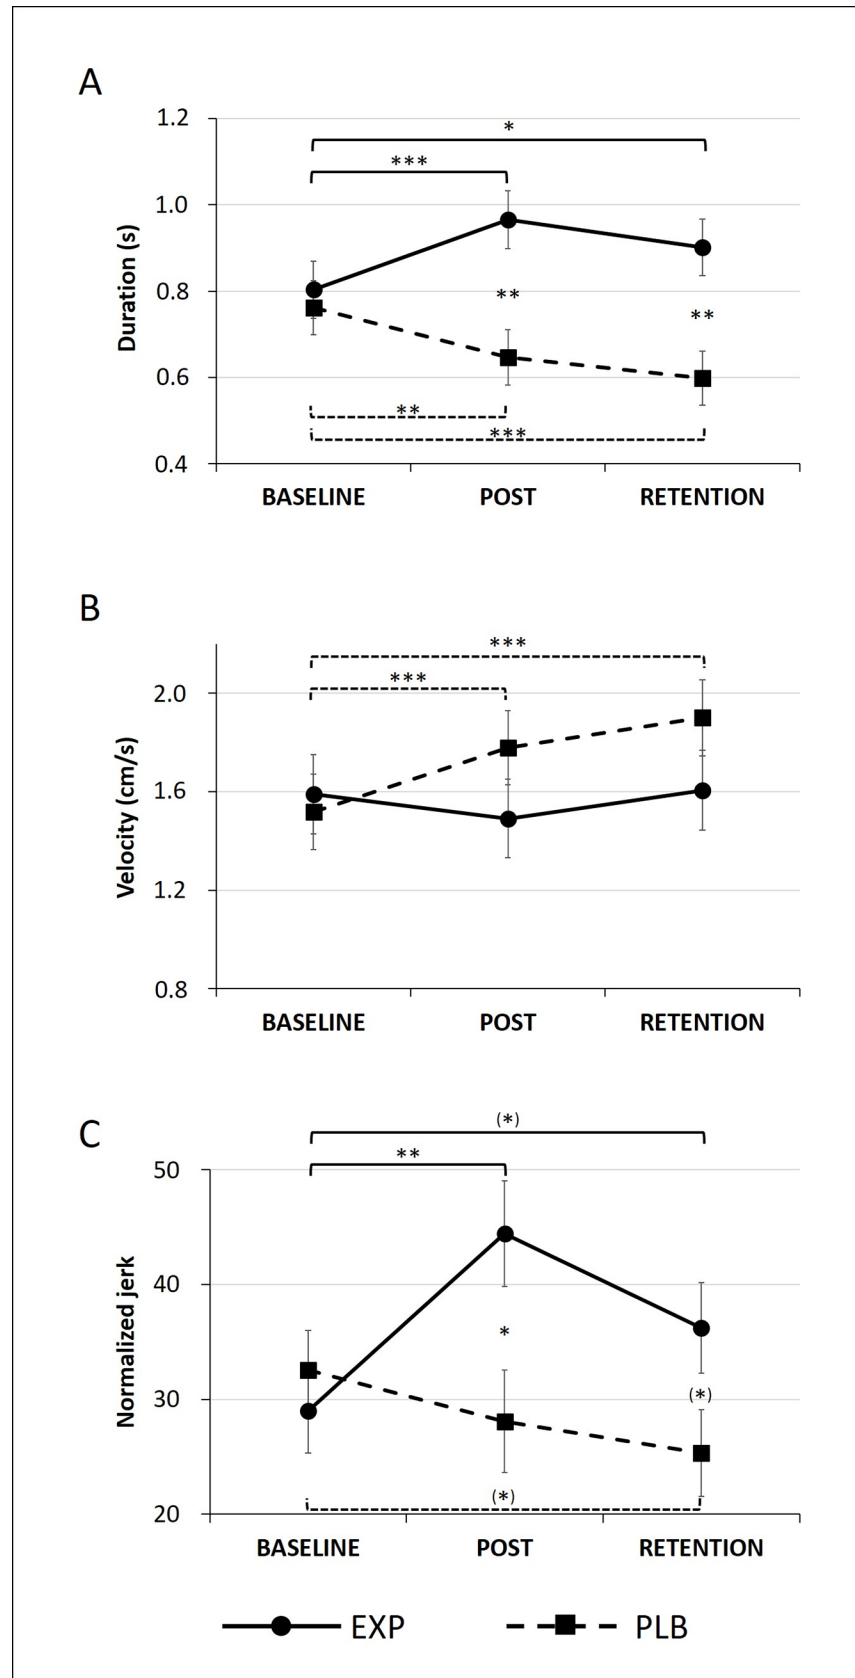 A
Duration (s)
1.2
1.0
0.8
0.6
0.4
*
***
**
**
**
***
BASELINE POST RETENTION
B
Velocity (cm/s)
2.0
1.6
1.2
0.8
***
***
BASELINE POST RETENTION
C
Normalized jerk
50
40
30
20
(*)
**
*
(*)
(*)
BASELINE POST RETENTION
EXP PLB